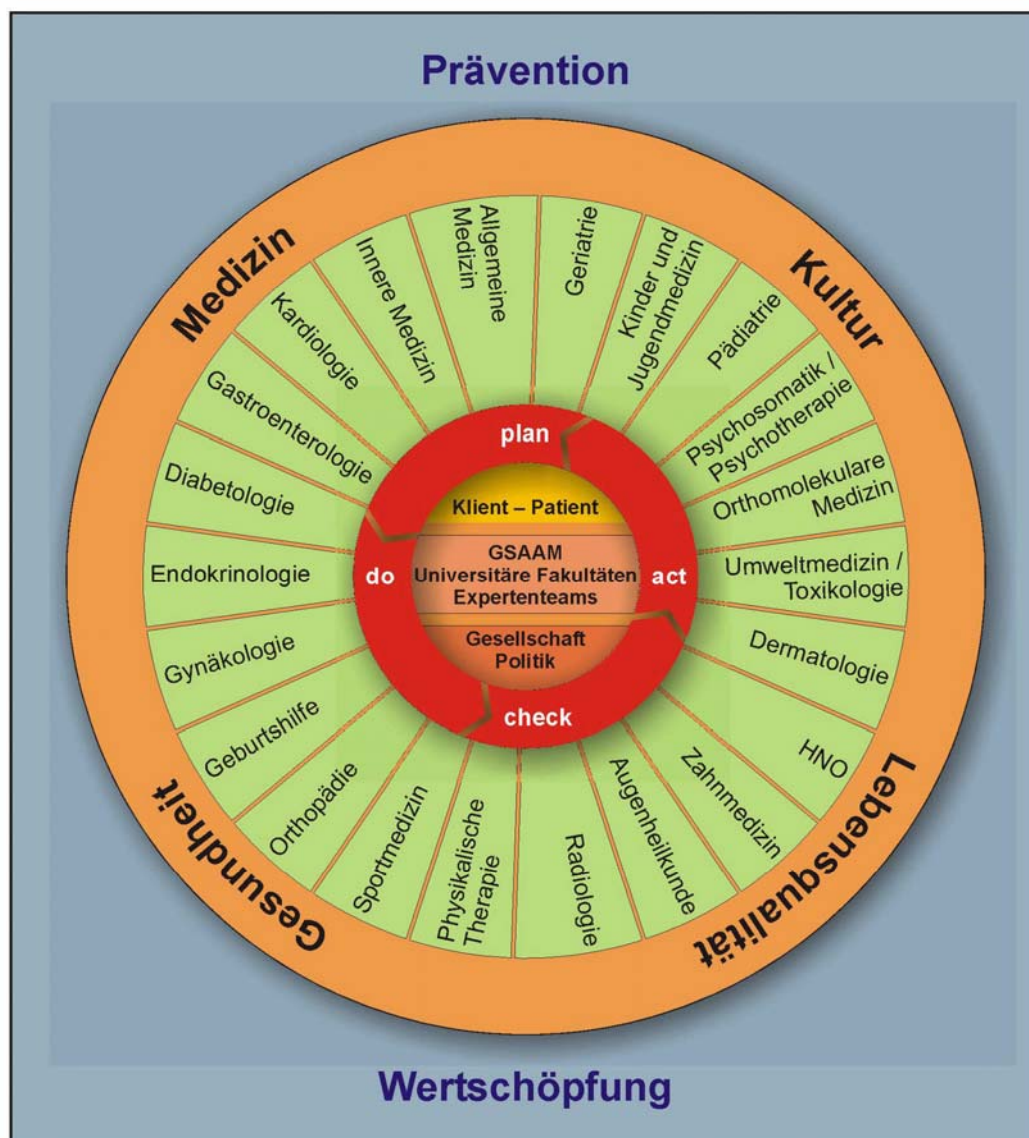 Prävention
Medizin
Kultur
Lebensqualität
Gesundheit
Allgemeine
Medizin
Geriatrie
Kinder und
Jugendmedizin
Pädiatrie
Psychosomatik /
Psychotherapie
Orthomolekulare
Medizin
Umweltmedizin /
Toxikologie
Dermatologie
HNO
Zahnmedizin
Augenheilkunde
Radiologie
Physikalische
Therapie
Sportmedizin
Orthopädie
Geburtshilfe
Gynäkologie
Endokrinologie
Diabetologie
Gastroenterologie
Kardiologie
Innere Medizin
plan
act
check
do
Klient – Patient
GSAAM
Universitäre Fakultäten
Expertenteams
Gesellschaft
Politik
Wertschöpfung